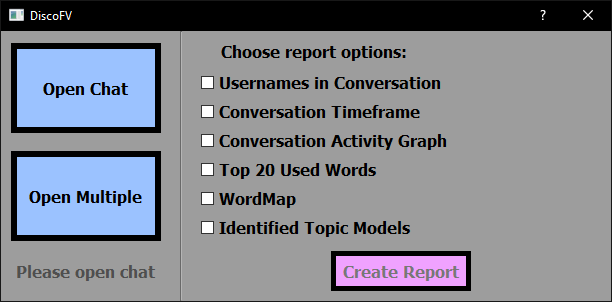 DiscoFV ?
Open Chat
Open Multiple
Please open chat
Choose report options:
Usernames in Conversation
Conversation Timeframe
Conversation Activity Graph
Top 20 Used Words
WordMap
Identified Topic Models
Create Report